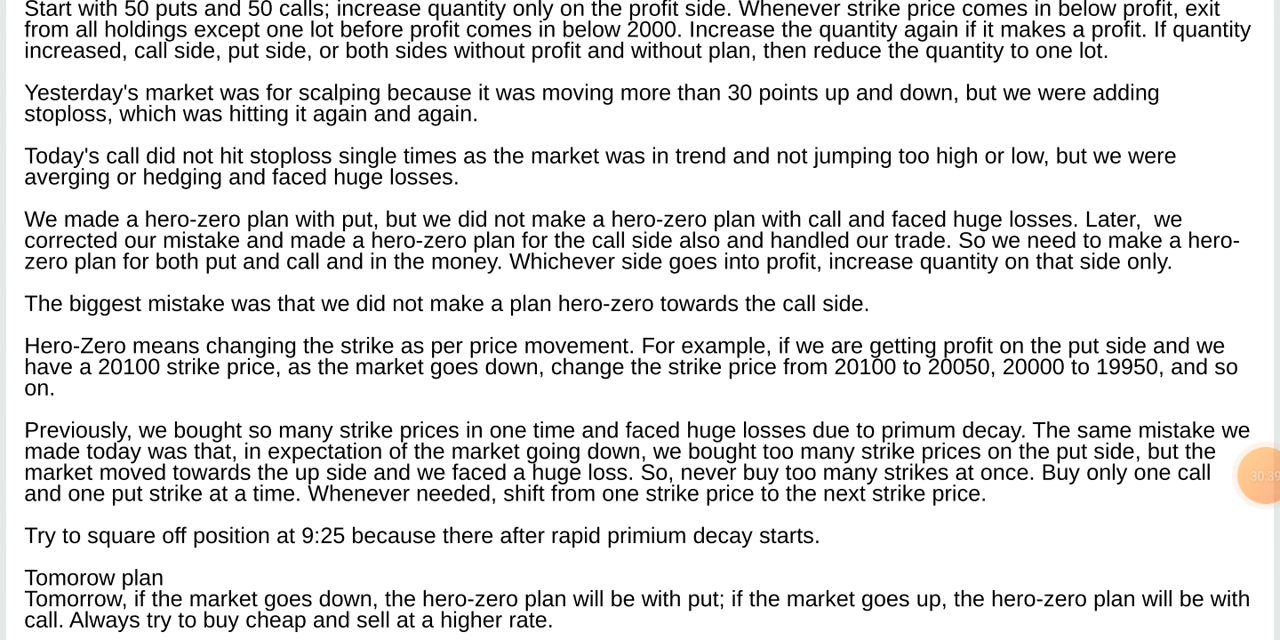 Start with 50 puts and 50 calls; increase quantity only on the profit side. Whenever strike price comes in below profit, exit
from all holdings except one lot before profit comes in below 2000. Increase the quantity again if it makes a profit. If quantity
increased, call side, put side, or both sides without profit and without plan, then reduce the quantity to one lot.
Yesterday's market was for scalping because it was moving more than 30 points up and down, but we were adding
stoploss, which was hitting it again and again.
Today's call did not hit stoploss single times as the market was in trend and not jumping too high or low, but we were
averging or hedging and faced huge losses.
We made a hero-zero plan with put, but we did not make a hero-zero plan with call and faced huge losses. Later,  we
corrected our mistake and made a hero-zero plan for the call side also and handled our trade. So we need to make a hero-
zero plan for both put and call and in the money. Whichever side goes into profit, increase quantity on that side only.
The biggest mistake was that we did not make a plan hero-zero towards the call side.
Hero-Zero means changing the strike as per price movement. For example, if we are getting profit on the put side and we
have a 20100 strike price, as the market goes down, change the strike price from 20100 to 20050, 20000 to 19950, and so
on.
Previously, we bought so many strike prices in one time and faced huge losses due to primum decay. The same mistake we
made today was that, in expectation of the market going down, we bought too many strike prices on the put side, but the
market moved towards the up side and we faced a huge loss. So, never buy too many strikes at once. Buy only one call
and one put strike at a time. Whenever needed, shift from one strike price to the next strike price.
30:39
Try to square off position at 9:25 because there after rapid primium decay starts.
Tomorow plan
Tomorrow, if the market goes down, the hero-zero plan will be with put; if the market goes up, the hero-zero plan will be with
call. Always try to buy cheap and sell at a higher rate.